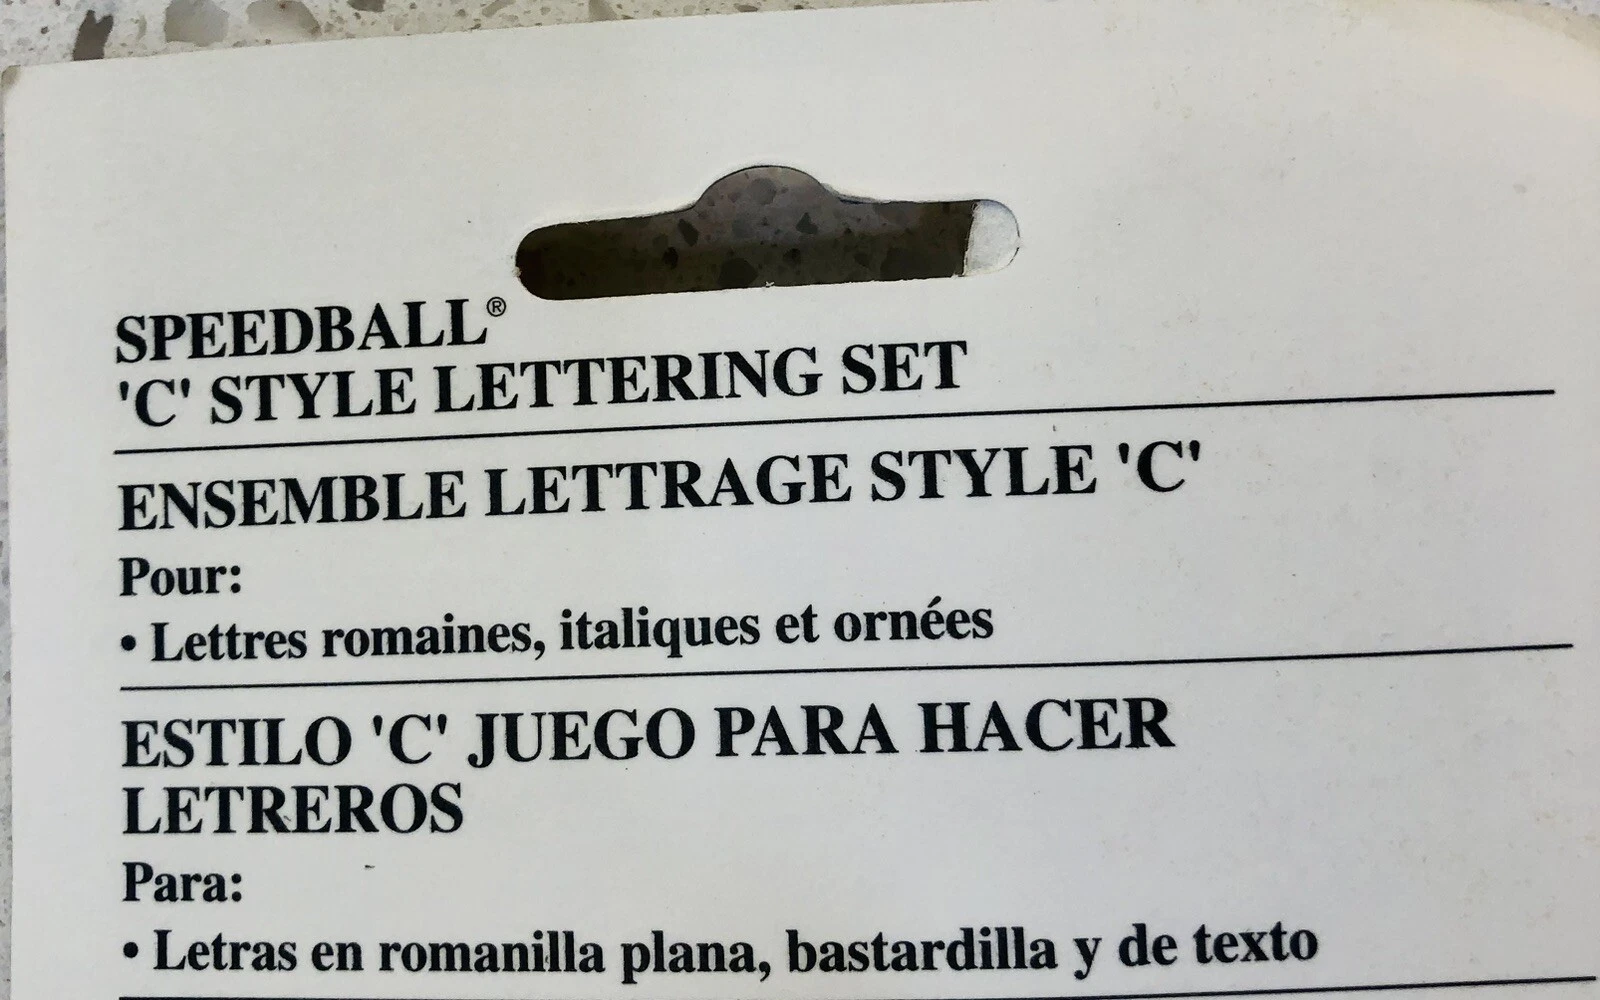 SPEEDBALL®
'C' STYLE LETTERING SET
ENSEMBLE LETTRAGE STYLE 'C'
Pour:
• Lettres romaines, italiques et ornées
ESTILO 'C' JUEGO PARA HACER
LETREROS
Para:
• Letras en romanilla plana, bastardilla y de texto